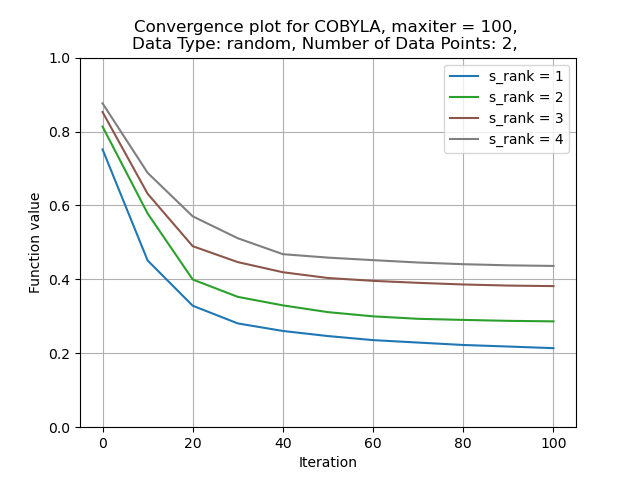 Convergence plot for COBYLA, maxiter = 100,
Data Type: random, Number of Data Points: 2,
1.0
0.8
0.6
0.4
0.2
0.0
Function value
s_rank = 1
s_rank = 2
s_rank = 3
s_rank = 4
0 20 40 60 80 100
Iteration